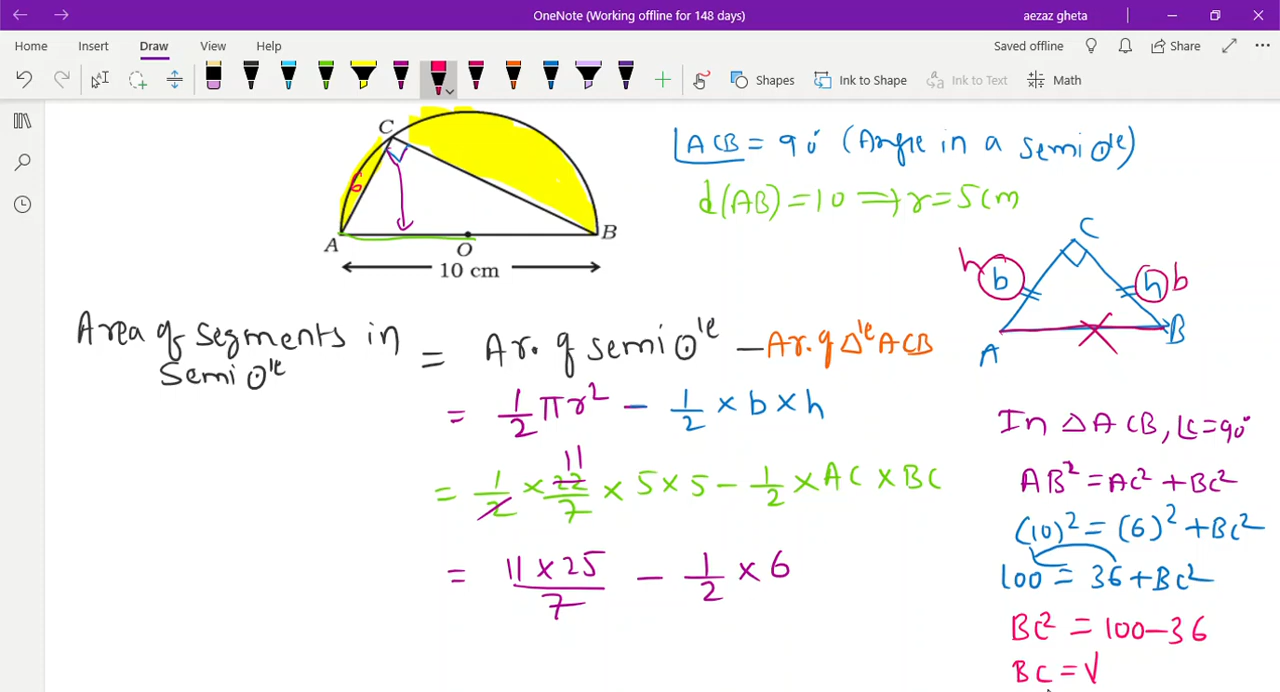 OneNote (Working offline for 148 days)
aezaz gheta
Home Insert Draw View Help
Saved offline Share
Shapes Ink to Shape Ink to Text Math
C
6
A O B
10 cm
∠ACB = 90° (Angle in a semi⊙le)
d(AB) = 10 ⟹ r = 5cm
C
h b h b
A B
Area of segments in semi⊙le = Ar. of semi⊙le − Ar. of Δle ACB
= 1/2 πr² − 1/2 × b × h
= 1/2 × 22/7 × 5 × 5 − 1/2 × AC × BC
11
= 11 × 25/7 − 1/2 × 6
In △ACB, ∠C = 90°
AB² = AC² + BC²
(10)² = (6)² + BC²
100 = 36 + BC²
BC² = 100 − 36
BC = √